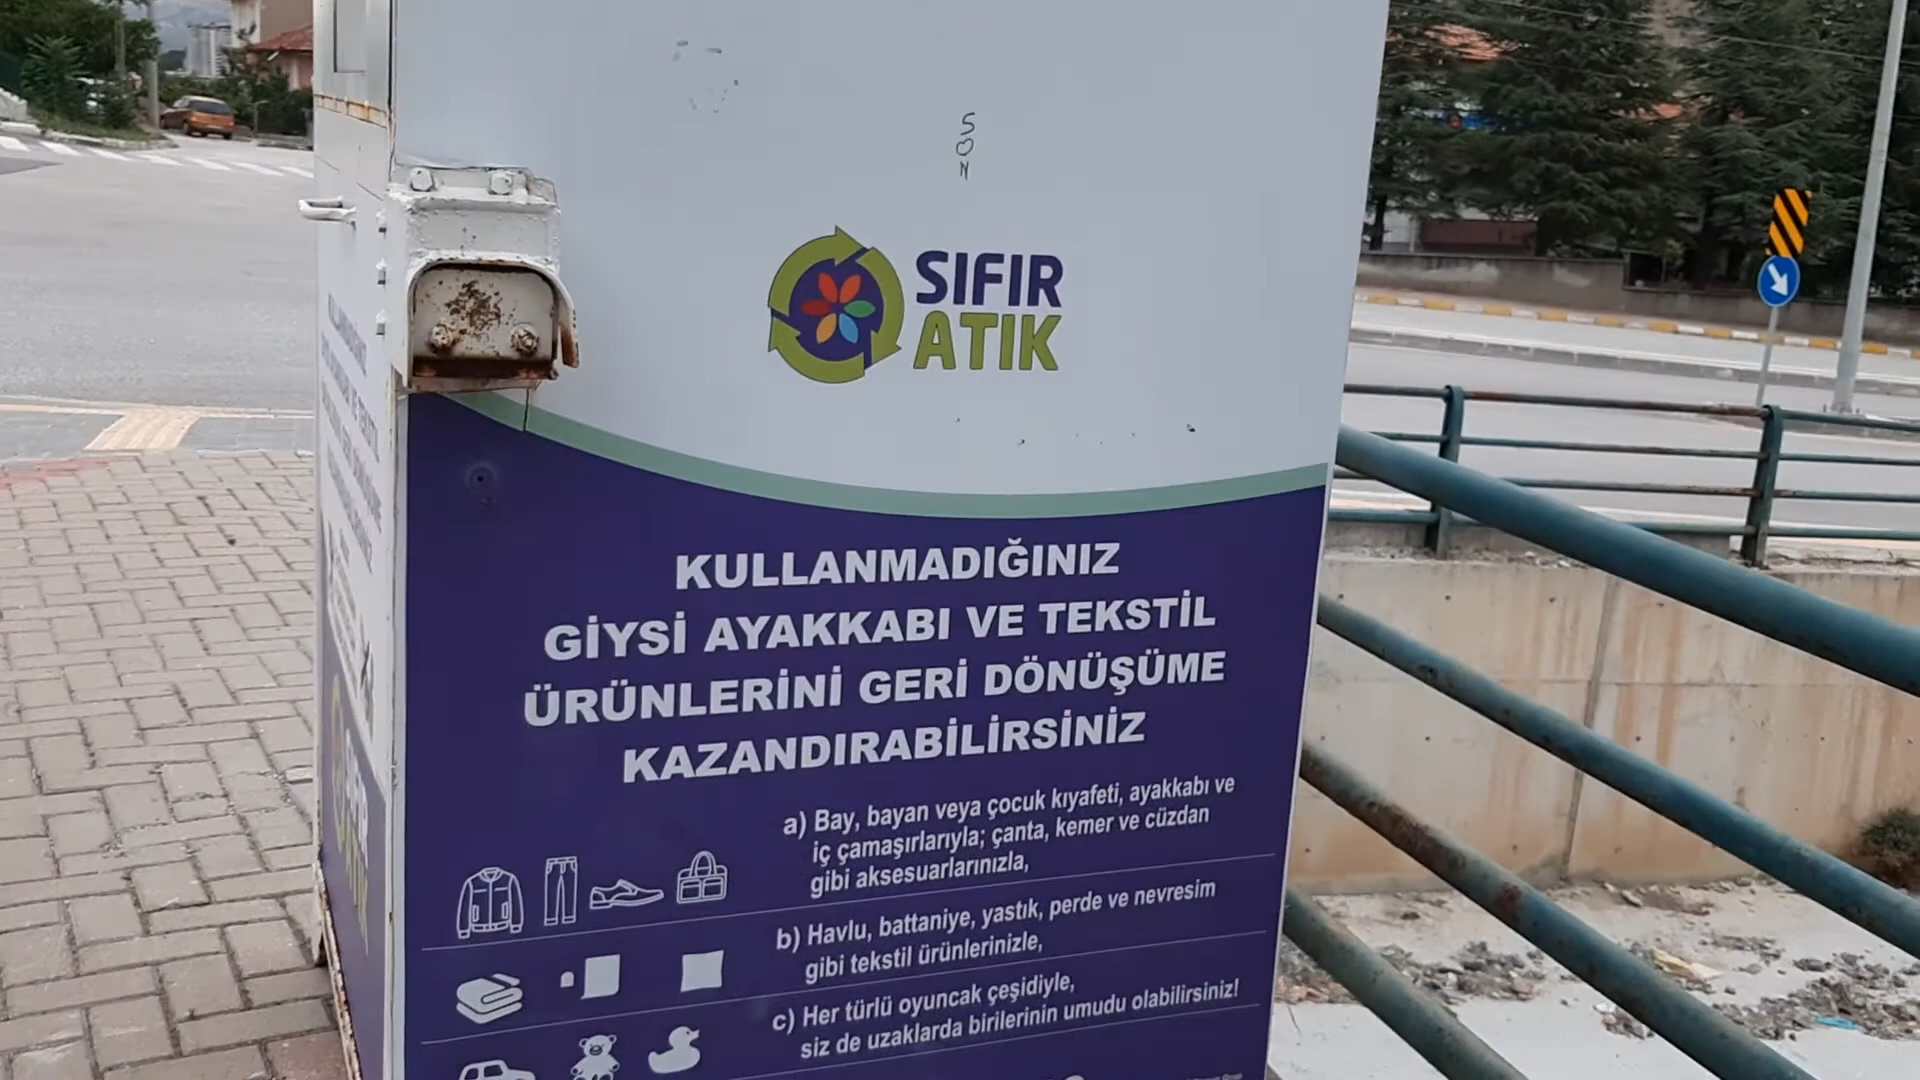 S
O
N
SIFIR
ATIK
KULLANMADIĞINIZ
GİYSİ AYAKKABI VE TEKSTİL
ÜRÜNLERİNİ GERİ DÖNÜŞÜME
KAZANDIRABİLİRSİNİZ
a) Bay, bayan veya çocuk kıyafeti, ayakkabı ve
iç çamaşırlarıyla; çanta, kemer ve cüzdan
gibi aksesuarlarınızla,
b) Havlu, battaniye, yastık, perde ve nevresim
gibi tekstil ürünlerinizle,
c) Her türlü oyuncak çeşidiyle,
siz de uzaklarda birilerinin umudu olabilirsiniz!